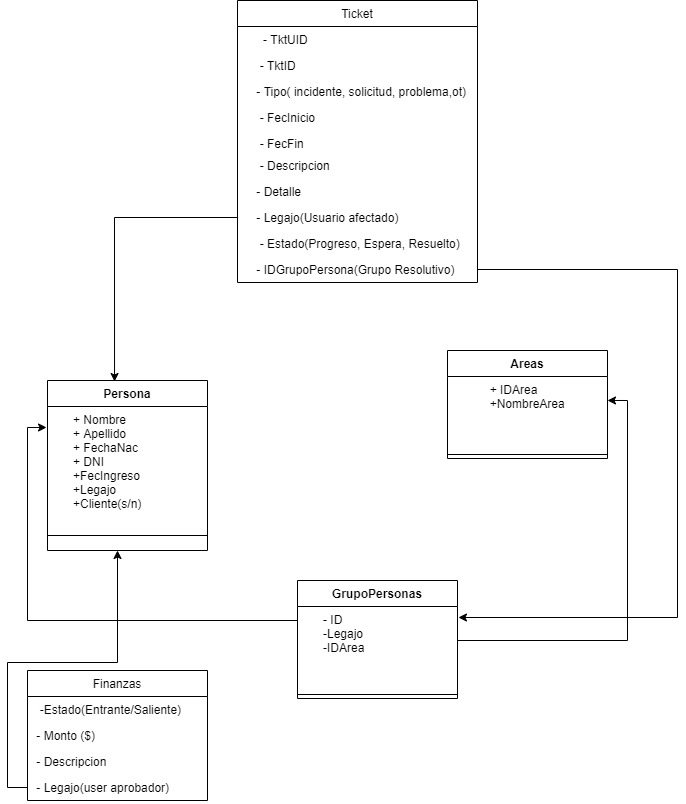 Ticket
- TktUID
- TktID
- Tipo( incidente, solicitud, problema,ot)
- FecInicio
- FecFin
- Descripcion
- Detalle
- Legajo(Usuario afectado)
- Estado(Progreso, Espera, Resuelto)
- IDGrupoPersona(Grupo Resolutivo)
Areas
+ IDArea
+NombreArea
Persona
+ Nombre
+ Apellido
+ FechaNac
+ DNI
+FecIngreso
+Legajo
+Cliente(s/n)
GrupoPersonas
- ID
-Legajo
-IDArea
Finanzas
-Estado(Entrante/Saliente)
- Monto ($)
- Descripcion
- Legajo(user aprobador)